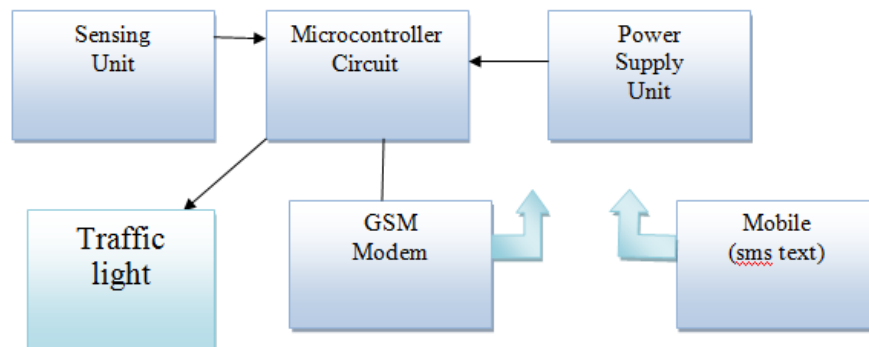 Sensing
Unit
Microcontroller
Circuit
Power
Supply
Unit
Traffic
light
GSM
Modem
Mobile
(sms text)